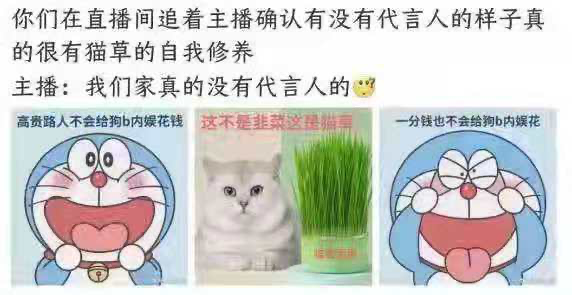 你们在直播间追着主播确认有没有代言人的样子真
的很有猫草的自我修养
主播：我们家真的没有代言人的
高贵路人不会给狗b内娱花钱
这不是韭菜这是猫草
一分钱也不会给狗b内娱花